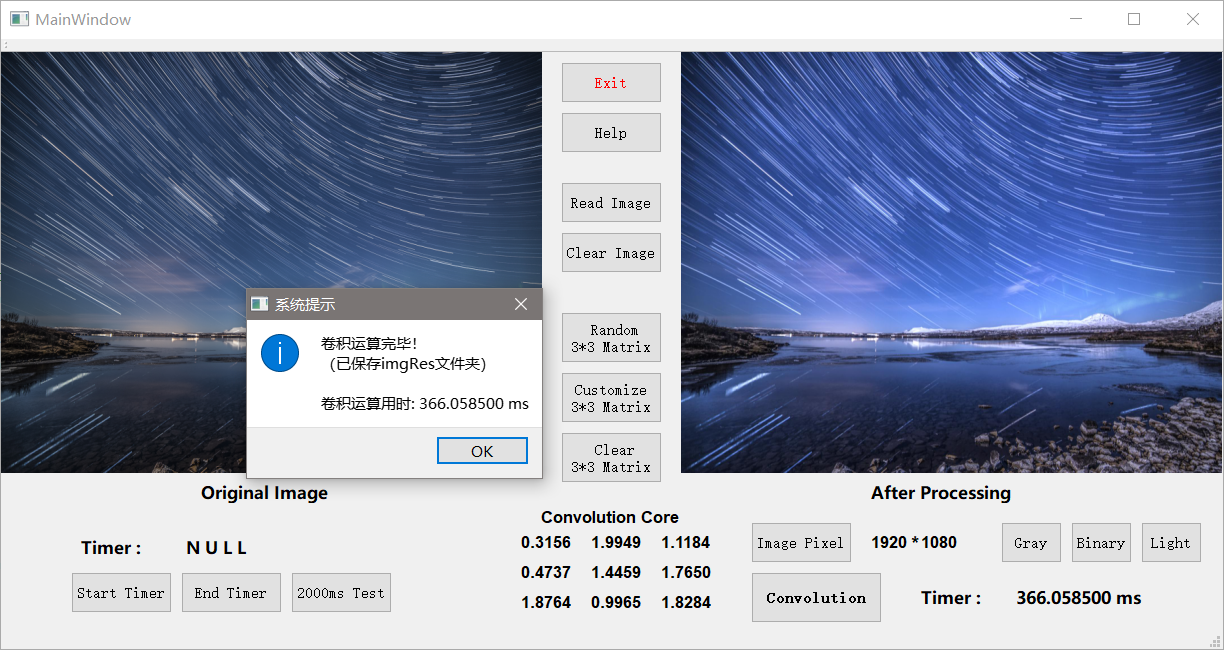 MainWindow
Exit
Help
Read Image
Clear Image
Random
3*3 Matrix
Customize
3*3 Matrix
Clear
3*3 Matrix
系统提示
卷积运算完毕!
(已保存imgRes文件夹)
卷积运算用时: 366.058500 ms
OK
Original Image
After Processing
Timer :
N U L L
Start Timer
End Timer
2000ms Test
Convolution Core
0.3156 1.9949 1.1184
0.4737 1.4459 1.7650
1.8764 0.9965 1.8284
Image Pixel
1920 *1080
Gray
Binary
Light
Convolution
Timer :
366.058500 ms